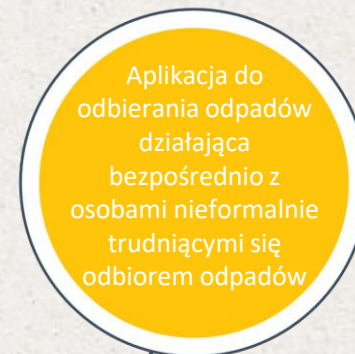 Aplikacja do
odbierania odpadów
działająca
bezpośrednio z
osobami nieformalnie
trudniącymi się
odbiorem odpadów